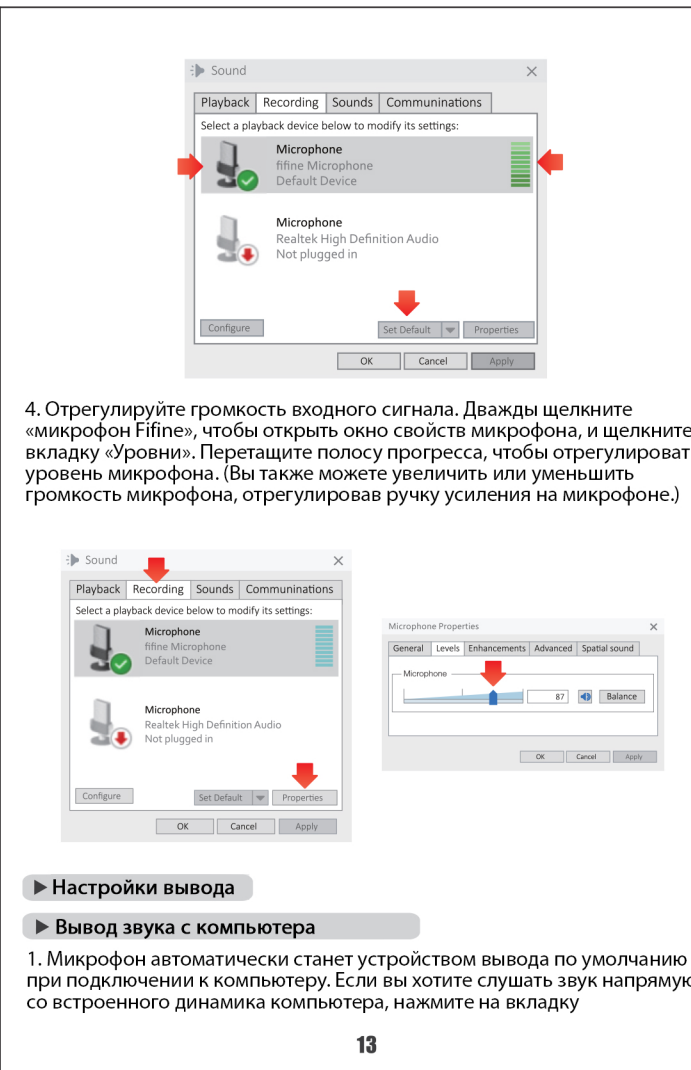 Sound
Playback Recording Sounds Communinations
Select a playback device below to modify its settings:
Microphone
fifine Microphone
Default Device
Microphone
Realtek High Definition Audio
Not plugged in
Configure Set Default Properties
OK Cancel Apply
4. Отрегулируйте громкость входного сигнала. Дважды щелкните
«микрофон Fifine», чтобы открыть окно свойств микрофона, и щелкните
вкладку «Уровни». Перетащите полосу прогресса, чтобы отрегулироват
уровень микрофона. (Вы также можете увеличить или уменьшить
громкость микрофона, отрегулировав ручку усиления на микрофоне.)
Sound
Playback Recording Sounds Communinations
Select a playback device below to modify its settings:
Microphone
fifine Microphone
Default Device
Microphone
Realtek High Definition Audio
Not plugged in
Configure Set Default Properties
OK Cancel Apply
Microphone Properties
General Levels Enhancements Advanced Spatial sound
Microphone
87 Balance
OK Cancel Apply
Настройки вывода
Вывод звука с компьютера
1. Микрофон автоматически станет устройством вывода по умолчанию
при подключении к компьютеру. Если вы хотите слушать звук напрямую
со встроенного динамика компьютера, нажмите на вкладку
13